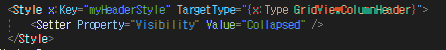 <Style x:Key="myHeaderStyle" TargetType="{x:Type GridViewColumnHeader}">
<Setter Property="Visibility" Value="Collapsed" />
</Style>